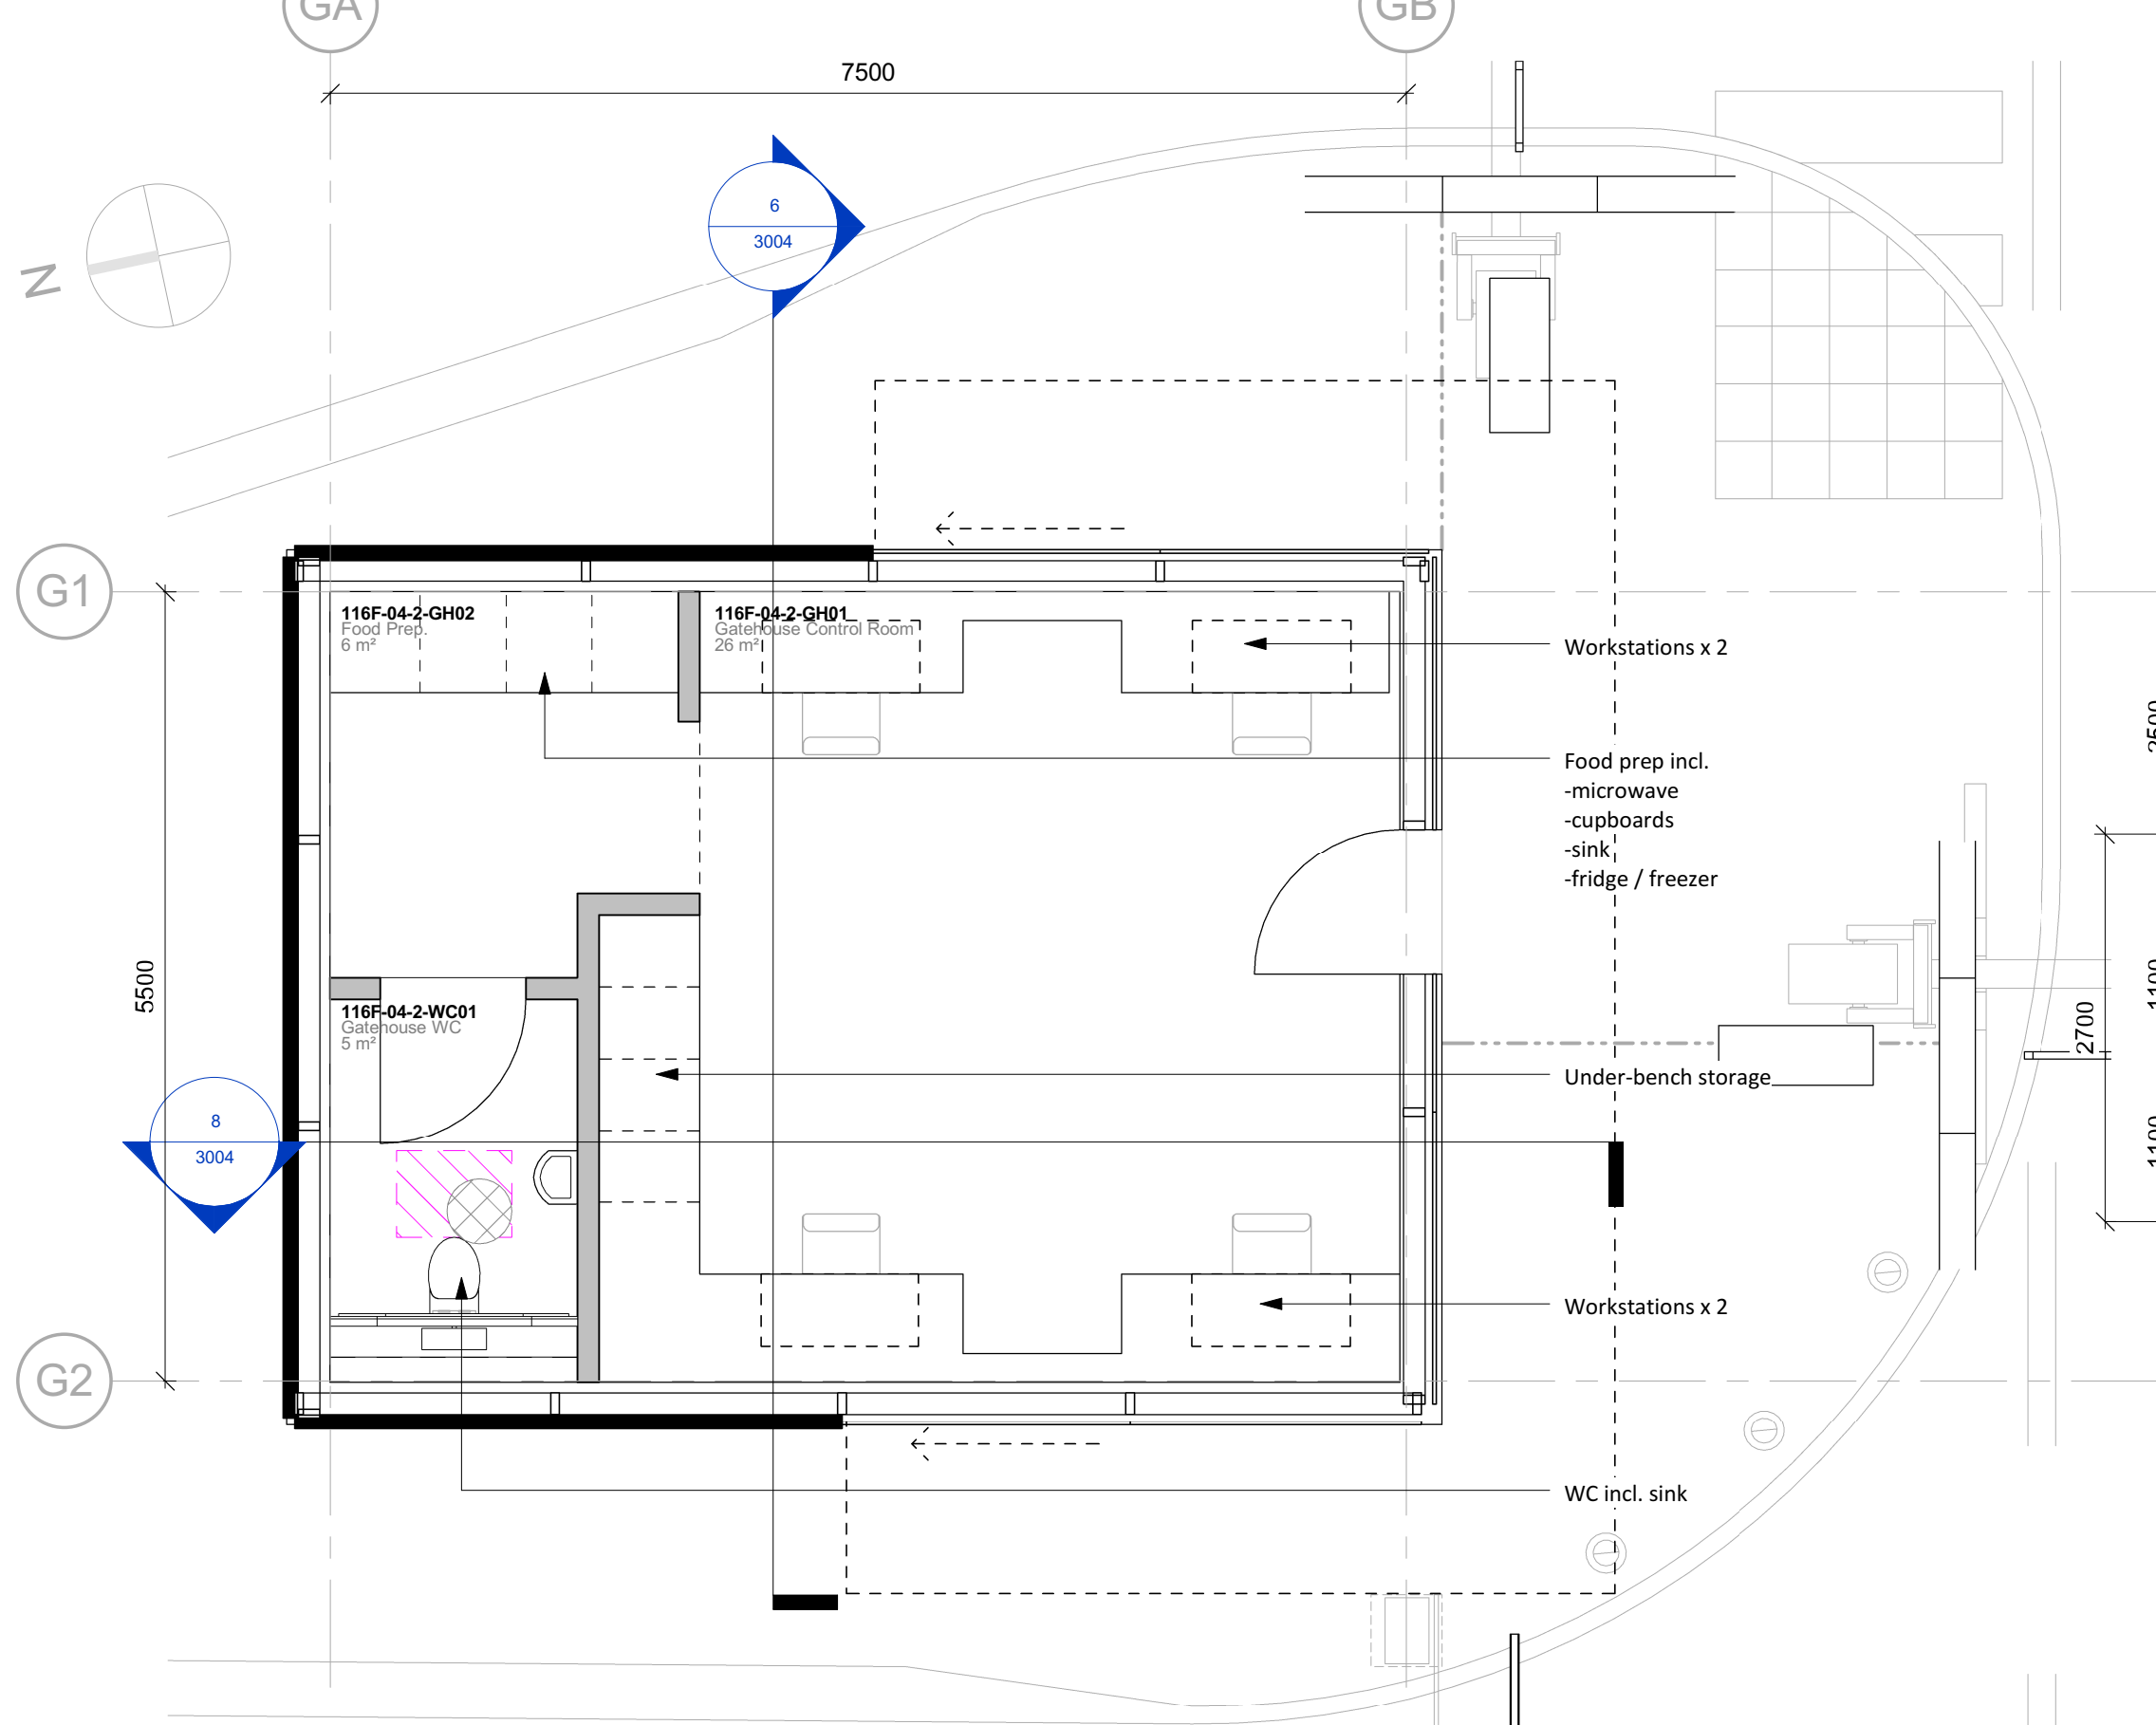 GA
GB
7500
6
3004
N
G1
116F-04-2-GH02
Food Prep.
6 m²
116F-04-2-GH01
Gatehouse Control Room
26 m²
Workstations x 2
Food prep incl.
-microwave
-cupboards
-sink
-fridge / freezer
5500
116F-04-2-WC01
Gatehouse WC
5 m²
1100
2700
Under-bench storage
8
3004
1100
Workstations x 2
G2
WC incl. sink